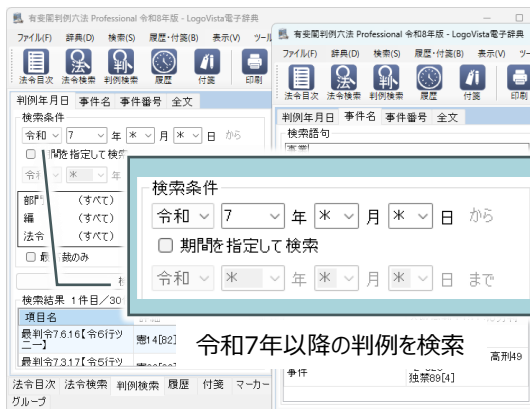 有斐閣判例六法 Professional 令和8年版 - LogoVista電子辞典
ファイル(F) 辞典(D) 検索(S) 履歴・付箋(B) 表示(V) ツール
法令目次 法令検索 判例検索 履歴 付箋 印刷
判例年月日 事件名 事件番号 全文
検索条件
令和 7 年 * 月 * 日 から
期間を指定して検索
令和 * 年
部門 (すべて)
編 (すべて)
法令 (すべて)
のみ
検索結果 1件目/30
項目名
最判令7.6.16【令6行ツ
二一】
憲14[82]
最判令7.3.17【令5行ツ
法令目次 法令検索 判例検索 履歴 付箋 マーカー
グループ
有斐閣判例六法 Professional 令和8年版 - LogoVista電子辞典
ファイル(F) 辞典(D) 検索(S) 履歴・付箋(B) 表示(V) ツー
法令目次 法令検索 判例検索 履歴 付箋 印刷
判例年月日 事件名 事件番号 全文
検索語句
検索条件
令和 7 年 * 月 * 日 から
期間を指定して検索
令和 * 年 * 月 * 日 まで
令和7年以降の判例を検索
高刑49
事件
独禁89[4]